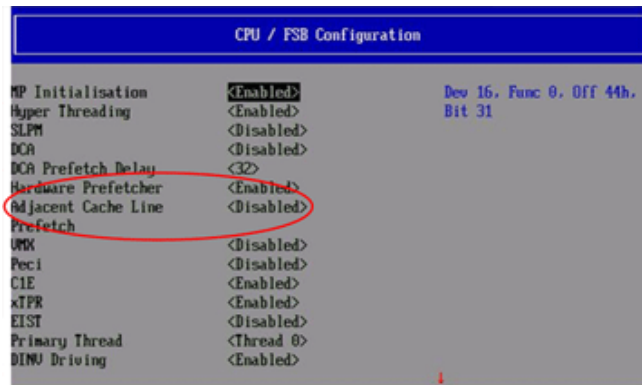 CPU / FSB Configuration
MP Initialisation <Enabled> Dev 16, Func 0, Off 44h,
Hyper Threading <Enabled> Bit 31
SLPM <Disabled>
DCA <Disabled>
DCA Prefetch Delay <32>
Hardware Prefetcher <Enabled>
Adjacent Cache Line <Disabled>
Prefetch
VMX <Disabled>
Peci <Disabled>
C1E <Enabled>
xTPR <Enabled>
EIST <Disabled>
Primary Thread <Thread 0>
DINV Driving <Enabled>